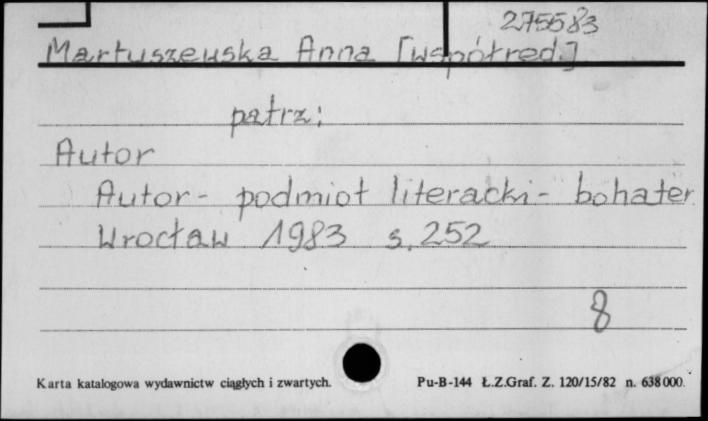 275583
Martuszewska Anna [współred.]
patrz:
Autor
Autor - podmiot literacki - bohater
Wrocław 1983 s. 252
8
Karta katalogowa wydawnictw ciągłych i zwartych. Pu-B-144 Ł.Z.Graf. Z. 120/15/82 n. 638000.